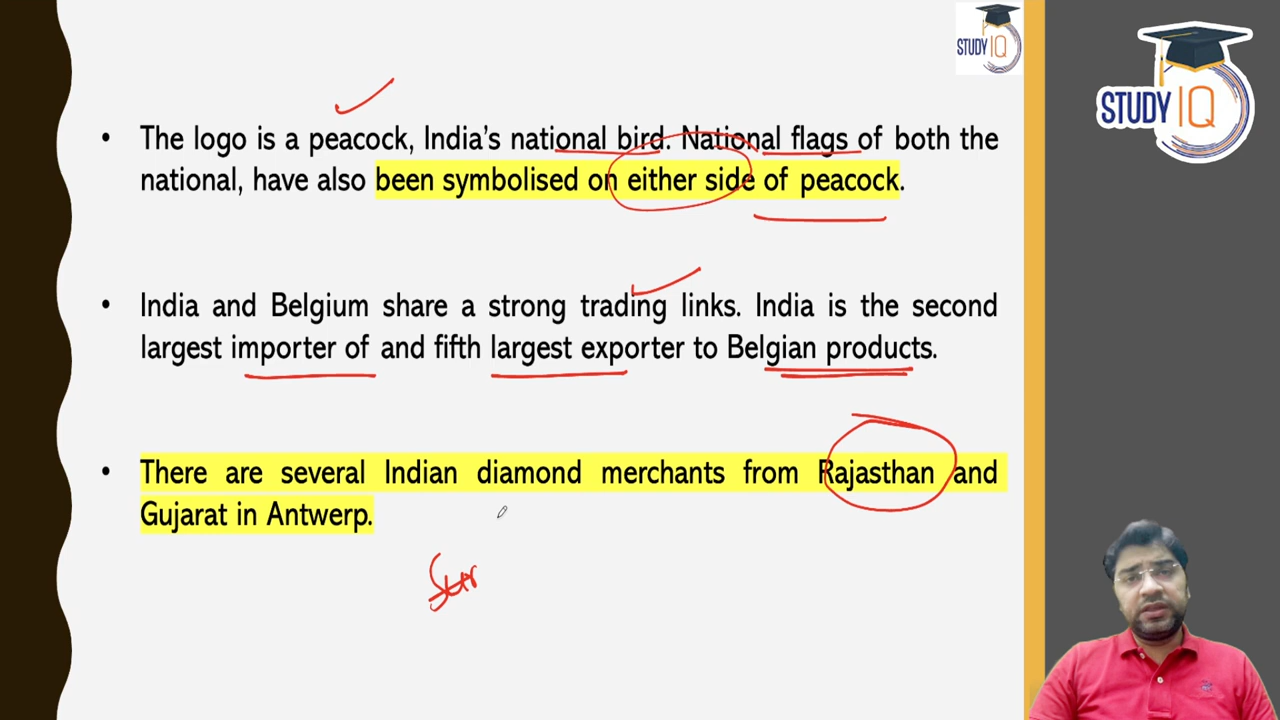 STUDY IQ
STUDY IQ
• The logo is a peacock, India's national bird. National flags of both the
national, have also been symbolised on either side of peacock.
• India and Belgium share a strong trading links. India is the second
largest importer of and fifth largest exporter to Belgian products.
• There are several Indian diamond merchants from Rajasthan and
Gujarat in Antwerp.